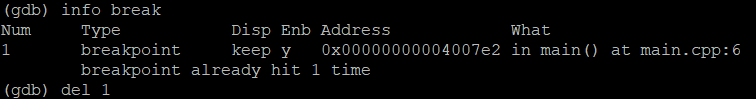 (gdb) info break
Num     Type           Disp Enb Address            What
1       breakpoint     keep y   0x00000000004007e2 in main() at main.cpp:6
        breakpoint already hit 1 time
(gdb) del 1